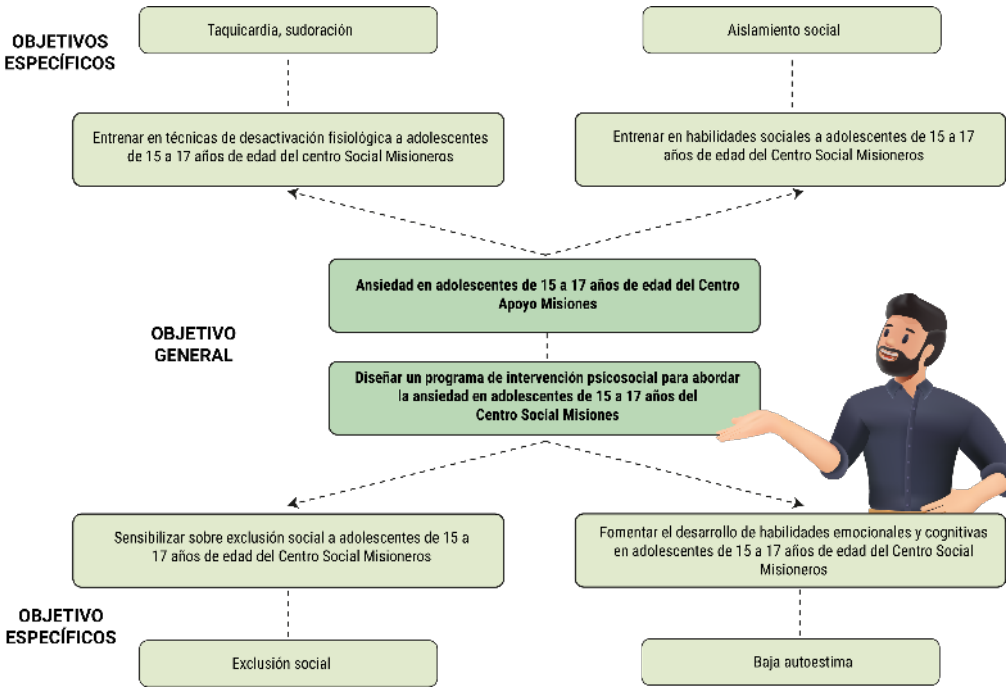 OBJETIVOS
ESPECÍFICOS
Taquicardia, sudoración
Aislamiento social
Entrenar en técnicas de desactivación fisiológica a adolescentes
de 15 a 17 años de edad del centro Social Misioneros
Entrenar en habilidades sociales a adolescentes de 15 a 17
años de edad del Centro Social Misioneros
OBJETIVO
GENERAL
Ansiedad en adolescentes de 15 a 17 años de edad del Centro
Apoyo Misiones
Diseñar un programa de intervención psicosocial para abordar
la ansiedad en adolescentes de 15 a 17 años del
Centro Social Misiones
Sensibilizar sobre exclusión social a adolescentes de 15 a
17 años de edad del Centro Social Misioneros
Fomentar el desarrollo de habilidades emocionales y cognitivas
en adolescentes de 15 a 17 años de edad del Centro Social
Misioneros
OBJETIVO
ESPECÍFICOS
Exclusión social
Baja autoestima